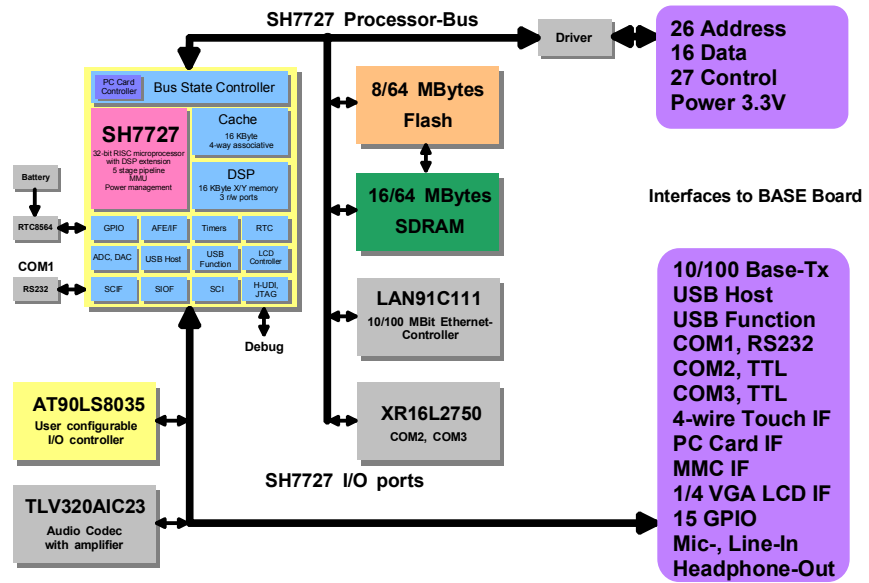 SH7727 Processor-Bus
Driver
26 Address
16 Data
27 Control
Power 3.3V
PC Card
Controller
Bus State Controller
SH7727
32-bit RISC microprocessor
with DSP extension
5 stage pipeline
MMU
Power management
Cache
16 KByte
4-way associative
DSP
16 KByte X/Y memory
3 r/w ports
8/64 MBytes
Flash
16/64 MBytes
SDRAM
Interfaces to BASE Board
Battery
RTC8564
COM1
RS232
GPIO
AFE/IF
Timers
RTC
ADC, DAC
USB Host
USB
Function
LCD
Controller
SCIF
SIOF
SCI
H-UDI,
JTAG
Debug
LAN91C111
10/100 MBit Ethernet-
Controller
XR16L2750
COM2, COM3
AT90LS8035
User configurable
I/O controller
TLV320AIC23
Audio Codec
with amplifier
SH7727 I/O ports
10/100 Base-Tx
USB Host
USB Function
COM1, RS232
COM2, TTL
COM3, TTL
4-wire Touch IF
PC Card IF
MMC IF
1/4 VGA LCD IF
15 GPIO
Mic-, Line-In
Headphone-Out